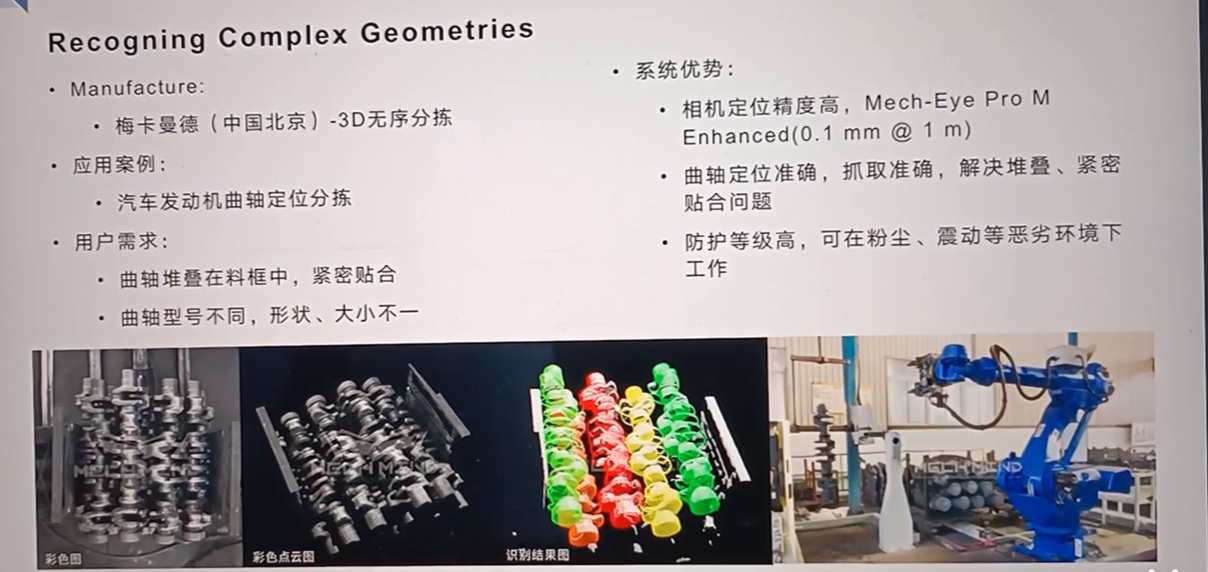 Recogning Complex Geometries
• Manufacture:
• 梅卡曼德（中国北京）-3D无序分拣
• 应用案例：
• 汽车发动机曲轴定位分拣
• 用户需求：
• 曲轴堆叠在料框中，紧密贴合
• 曲轴型号不同，形状、大小不一
• 系统优势：
• 相机定位精度高，Mech-Eye Pro M
Enhanced(0.1 mm @ 1 m)
• 曲轴定位准确，抓取准确，解决堆叠、紧密
贴合问题
• 防护等级高，可在粉尘、震动等恶劣环境下
工作
MECH MIND
MECH MIND
MECH MIND
彩色图
彩色点云图
识别结果图